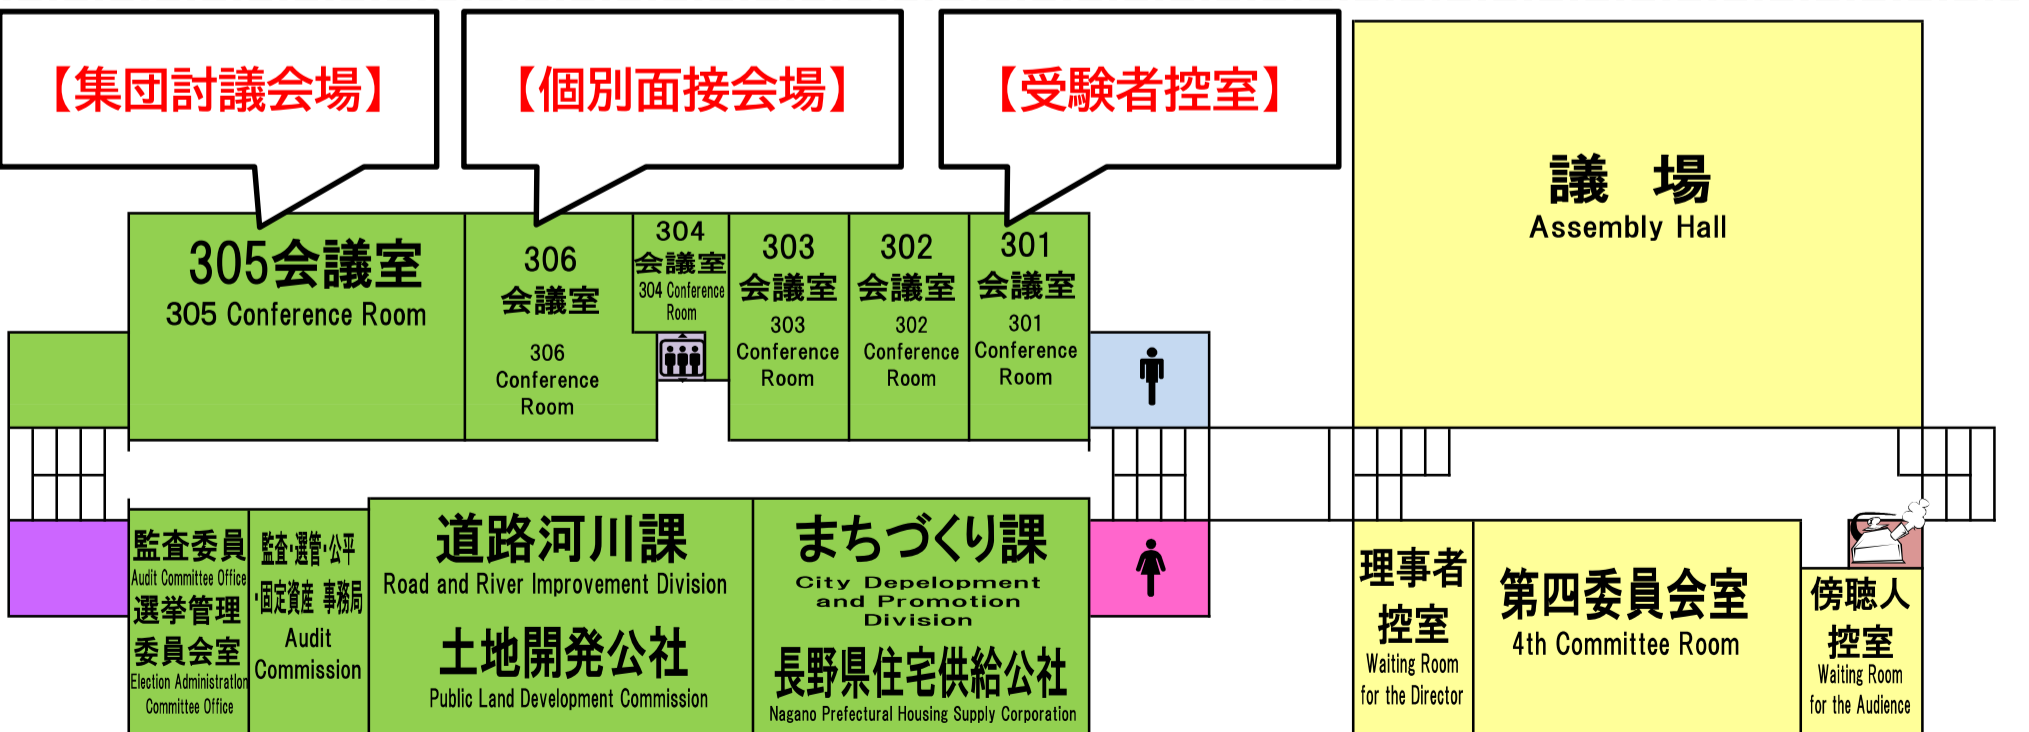 【集団討議会場】
【個別面接会場】
【受験者控室】
議 場
Assembly Hall
305会議室
305 Conference Room
306
会議室
306
Conference
Room
304
会議室
304 Conference
Room
303
会議室
303
Conference
Room
302
会議室
302
Conference
Room
301
会議室
301
Conference
Room
監査委員
Audit Committee Office
選挙管理
委員会室
Election Administration
Committee Office
監査・選管・公平
・固定資産 事務局
Audit
Commission
道路河川課
Road and River Improvement Division
土地開発公社
Public Land Development Commission
まちづくり課
City Depelopment
and Promotion
Division
長野県住宅供給公社
Nagano Prefectural Housing Supply Corporation
理事者
控室
Waiting Room
for the Director
第四委員会室
4th Committee Room
傍聴人
控室
Waiting Room
for the Audience